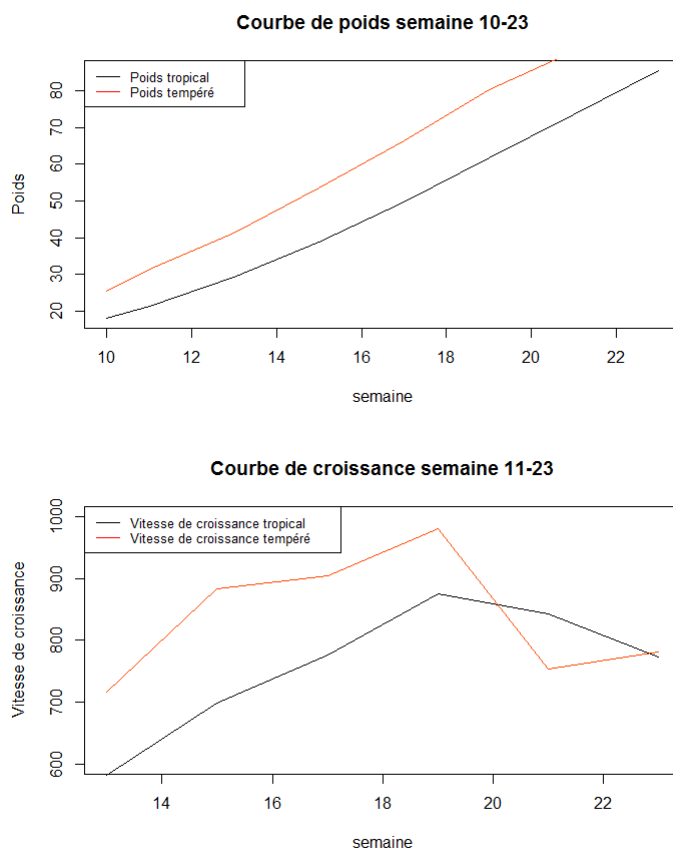 Courbe de poids semaine 10-23
Poids tropical
Poids tempéré
Poids
80
70
60
50
40
30
20
10 12 14 16 18 20 22
semaine
Courbe de croissance semaine 11-23
Vitesse de croissance tropical
Vitesse de croissance tempéré
Vitesse de croissance
1000
900
800
700
600
14 16 18 20 22
semaine